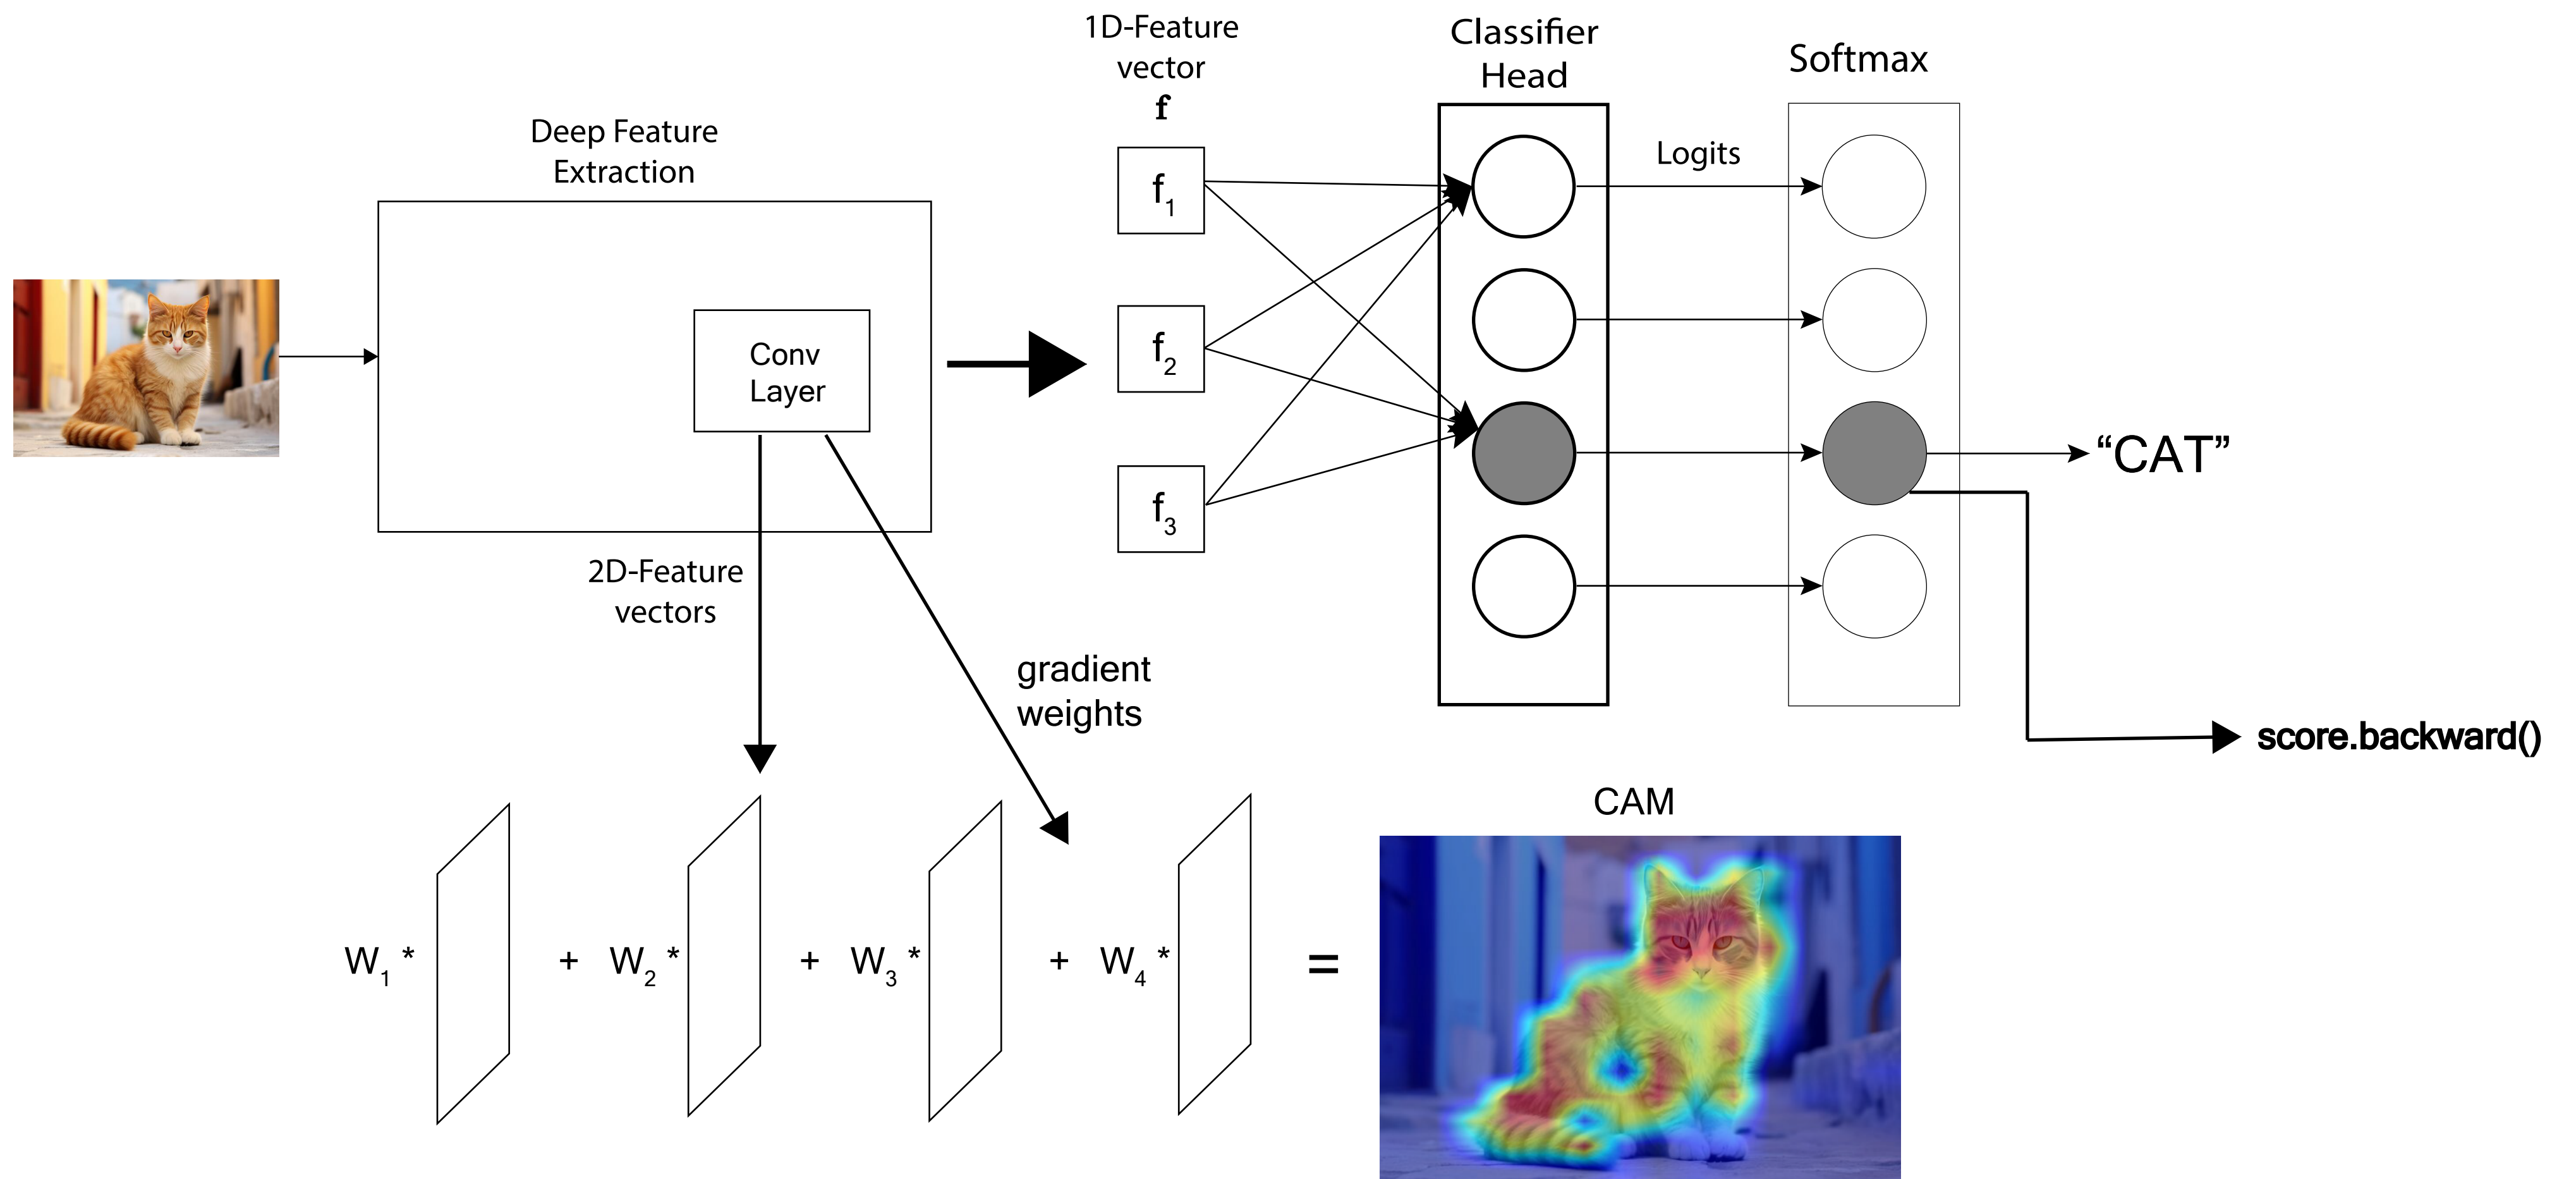 1D-Feature
vector
f
Classifier
Head
Softmax
Deep Feature
Extraction
f1
Logits
f2
Conv
Layer
f3
“CAT”
2D-Feature
vectors
gradient
weights
score.backward()
CAM
W1 * + W2 * + W3 * + W4 * =